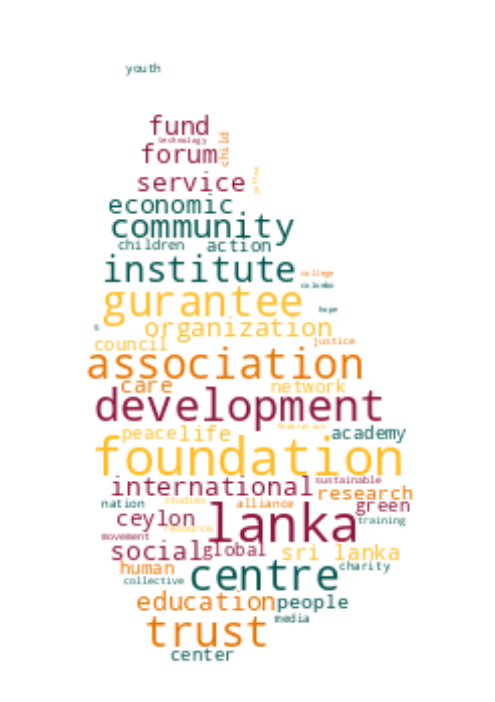 youth
fund
technology
forum
child
service
jaffna
economic
community
children action
institute
college
colombo
gurantee
hope
s
organization
council
justice
association
care
network
development
federation
peace life
academy
foundation
international
sustainable
research
nation studies alliance green
ceylon
resource
lanka
training
movement
social global sri lanka
human
centre
charity
collective
education people
media
trust
center